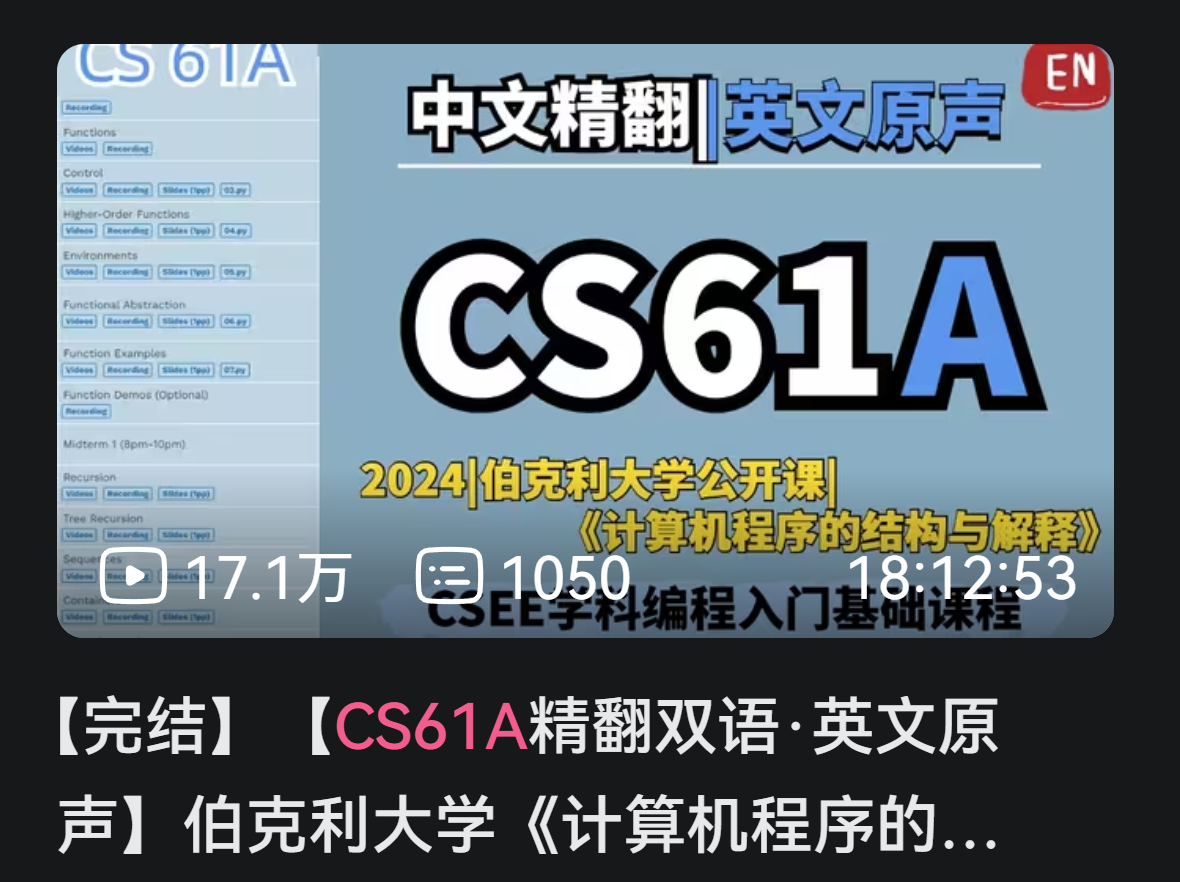 CS 61A
Recording
Functions
Videos Recording
Control
Videos Recording Slides (1pp) 03.py
Higher-Order Functions
Videos Recording Slides (1pp) 04.py
Environments
Videos Recording Slides (1pp) 05.py
Functional Abstraction
Videos Recording Slides (1pp) 06.py
Function Examples
Videos Recording Slides (1pp) 07.py
Function Demos (Optional)
Recording
Midterm 1 (8pm-10pm)
Recursion
Videos Recording Slides (1pp)
Tree Recursion
Videos Recording Slides (1pp)
Sequences
Videos
Videos Recording Slides (1pp)
中文精翻|英文原声
EN
CS61A
2024|伯克利大学公开课|
《计算机程序的结构与解释》
17.1万 1050 18:12:53
CSEE学科编程入门基础课程
【完结】【CS61A精翻双语·英文原
声】伯克利大学《计算机程序的...